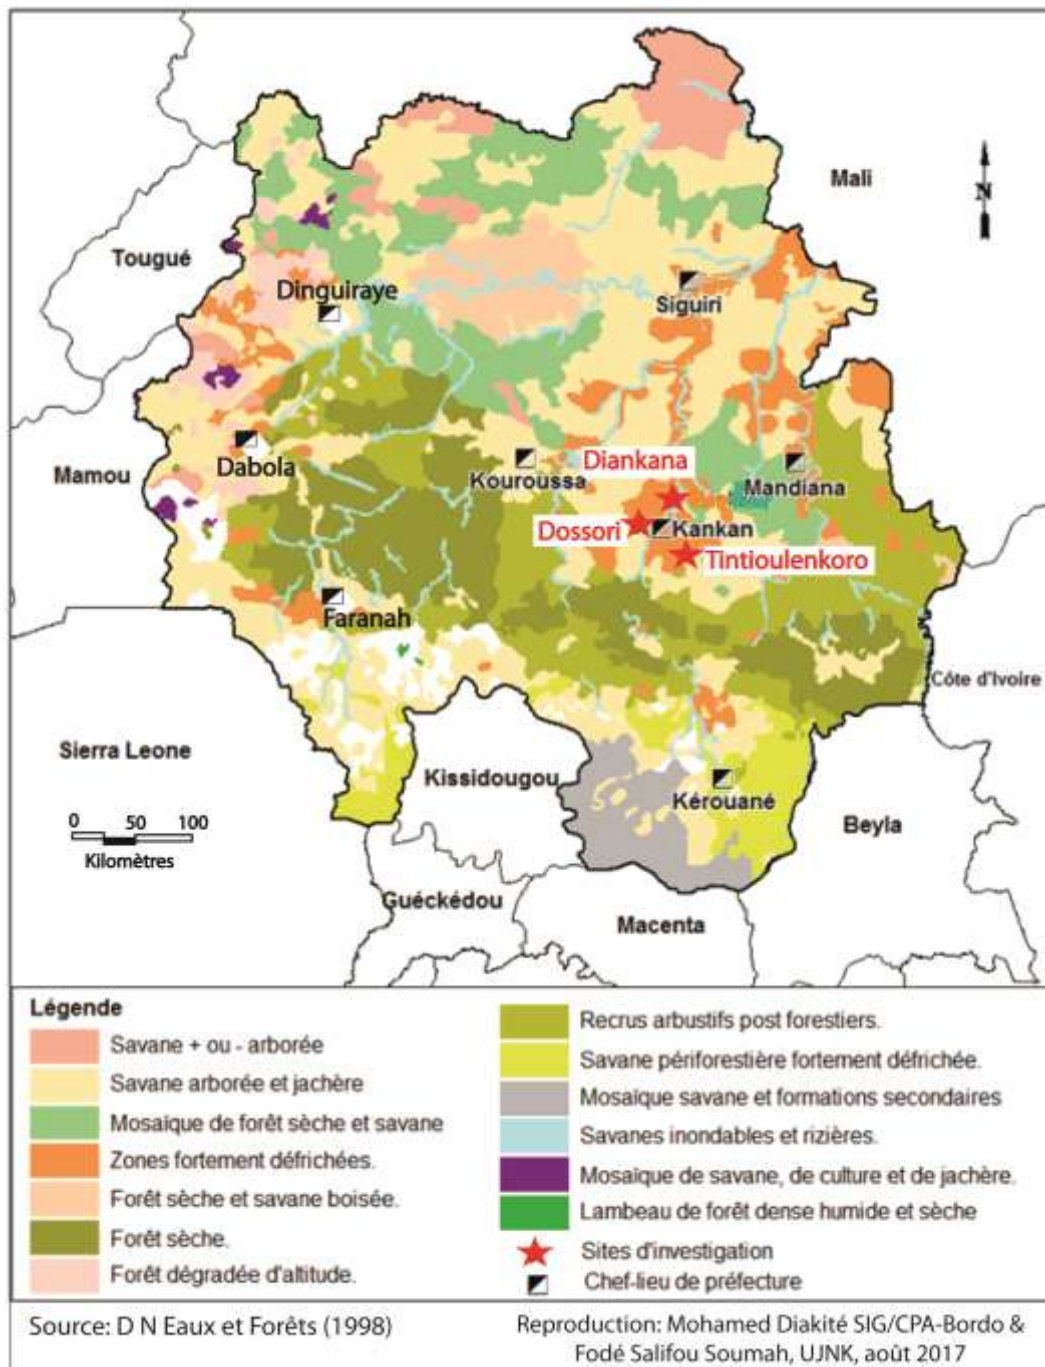 Mali
N
Tougué
Dinguiraye
Siguiri
Mamou
Dabola
Kouroussa
Diankana
Mandiana
Dossori
Kankan
Tintioulenkoro
Faranah
Côte d'Ivoire
Sierra Leone
Kissidougou
Kérouané
Beyla
0 50 100
Kilomètres
Guéckédou
Macenta
Légende
Savane + ou - arborée
Savane arborée et jachère
Mosaïque de forêt sèche et savane
Zones fortement défrichées.
Forêt sèche et savane boisée.
Forêt sèche.
Forêt dégradée d'altitude.
Recrus arbustifs post forestiers.
Savane périforestière fortement défrichée.
Mosaïque savane et formations secondaires
Savanes inondables et rizières.
Mosaïque de savane, de culture et de jachère.
Lambeau de forêt dense humide et sèche
Sites d'investigation
Chef-lieu de préfecture
Source: D N Eaux et Forêts (1998)
Reproduction: Mohamed Diakité SIG/CPA-Bordo &
Fodé Salifou Soumah, UJNK, août 2017